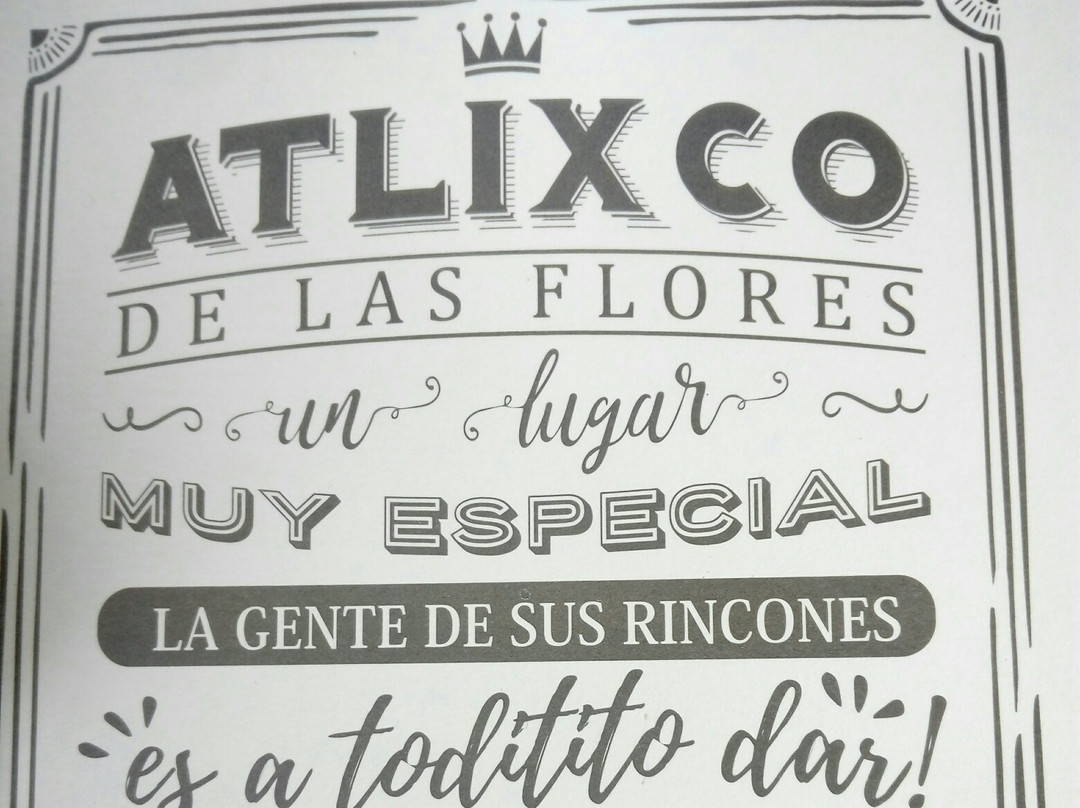 ATLIXCO
DE LAS FLORES
un lugar
MUY ESPECIAL
LA GENTE DE SUS RINCONES
es a toditito dar!